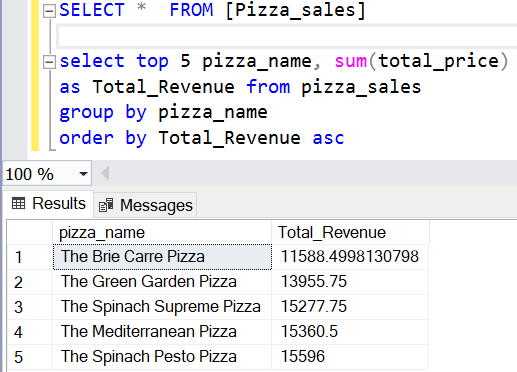 SELECT *  FROM [Pizza_sales]
select top 5 pizza_name, sum(total_price)
as Total_Revenue from pizza_sales
group by pizza_name
order by Total_Revenue asc
100 %
Results Messages
pizza_name Total_Revenue
1 The Brie Carre Pizza 11588.4998130798
2 The Green Garden Pizza 13955.75
3 The Spinach Supreme Pizza 15277.75
4 The Mediterranean Pizza 15360.5
5 The Spinach Pesto Pizza 15596